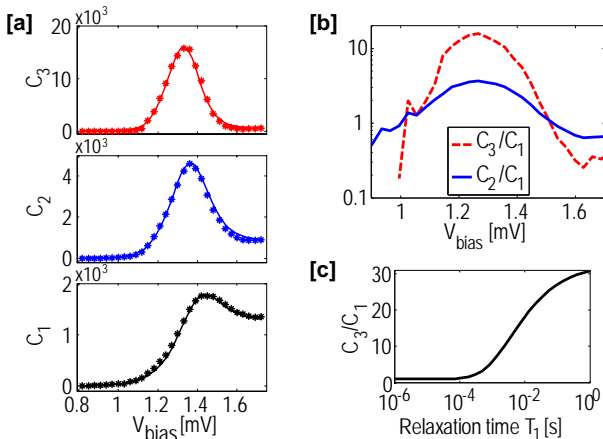 [a]
x10³
20
10
0
C₃
x10³
4
2
0
C₂
x10³
2
1
0
C₁
0.8 1 1.2 1.4 1.6
V_bias [mV]
[b]
10
1
0.1
C₃/C₁
C₂/C₁
1 1.2 1.4 1.6
V_bias [mV]
[c]
30
20
10
0
C₃/C₁
10⁻⁶ 10⁻⁴ 10⁻² 10⁰
Relaxation time T₁ [s]